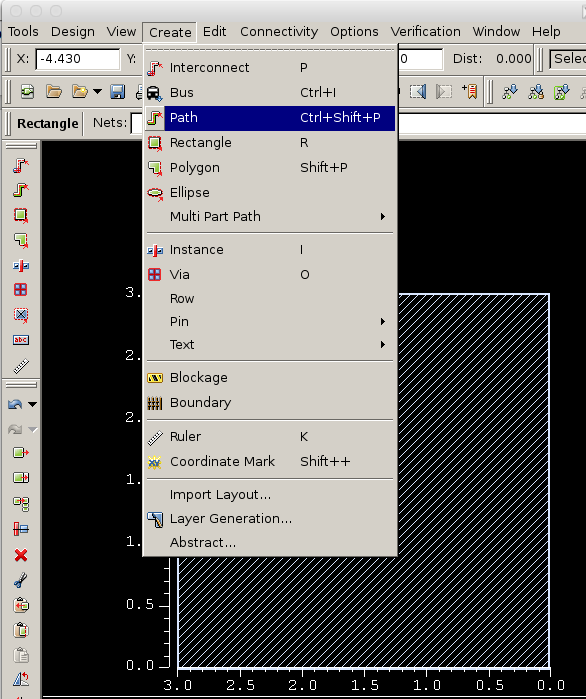 Tools Design View Create Edit Connectivity Options Verification Window Help
X: -4.430 Y: 0 Dist: 0.000 Selec
Rectangle Nets:
Interconnect P
Bus Ctrl+I
Path Ctrl+Shift+P
Rectangle R
Polygon Shift+P
Ellipse
Multi Part Path
Instance I
Via O
Row
Pin
Text
Blockage
Boundary
Ruler K
Coordinate Mark Shift++
Import Layout...
Layer Generation...
Abstract...
abc
3.
2.
2.
1.
1.
0.5
0.0
3.0 2.5 2.0 1.5 1.0 0.5 0.0